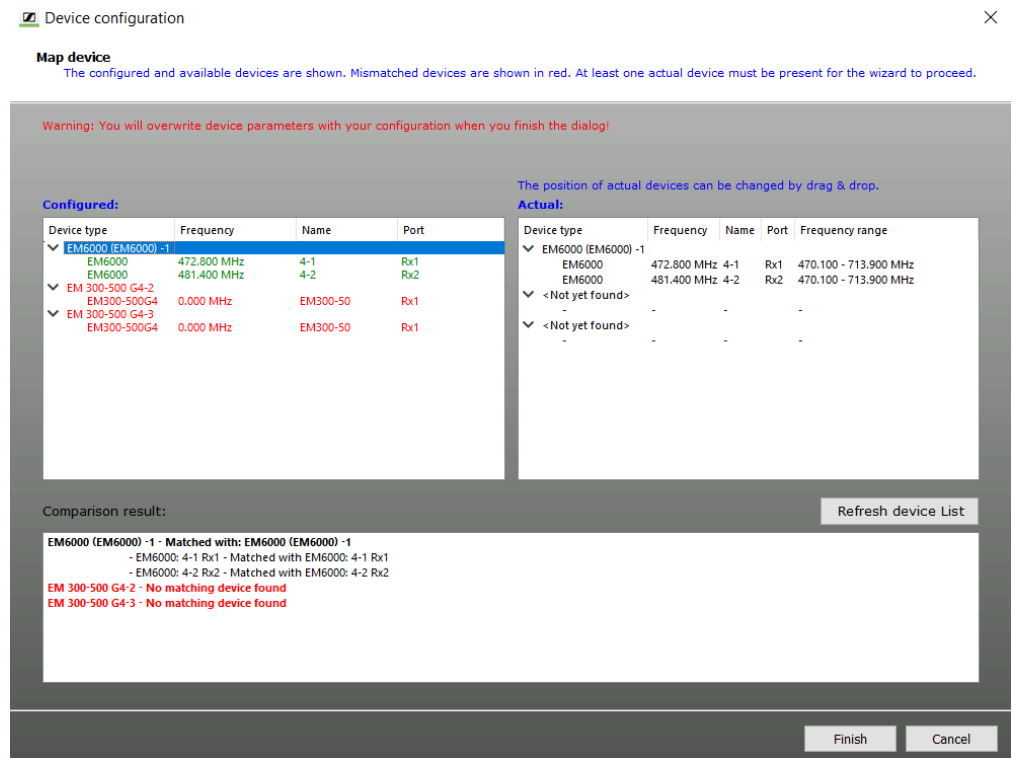 Device configuration
Map device
The configured and available devices are shown. Mismatched devices are shown in red. At least one actual device must be present for the wizard to proceed.
Warning: You will overwrite device parameters with your configuration when you finish the dialog!
The position of actual devices can be changed by drag & drop.
Configured:
Actual:
Device type Frequency Name Port
EM6000 (EM6000) -1
EM6000 472.800 MHz 4-1 Rx1
EM6000 481.400 MHz 4-2 Rx2
EM 300-500 G4-2
EM300-500G4 0.000 MHz EM300-50 Rx1
EM 300-500 G4-3
EM300-500G4 0.000 MHz EM300-50 Rx1
Device type Frequency Name Port Frequency range
EM6000 (EM6000) -1
EM6000 472.800 MHz 4-1 Rx1 470.100 - 713.900 MHz
EM6000 481.400 MHz 4-2 Rx2 470.100 - 713.900 MHz
<Not yet found>
- - - -
<Not yet found>
- - - -
Comparison result:
Refresh device List
EM6000 (EM6000) -1 - Matched with: EM6000 (EM6000) -1
- EM6000: 4-1 Rx1 - Matched with EM6000: 4-1 Rx1
- EM6000: 4-2 Rx2 - Matched with EM6000: 4-2 Rx2
EM 300-500 G4-2 - No matching device found
EM 300-500 G4-3 - No matching device found
Finish Cancel